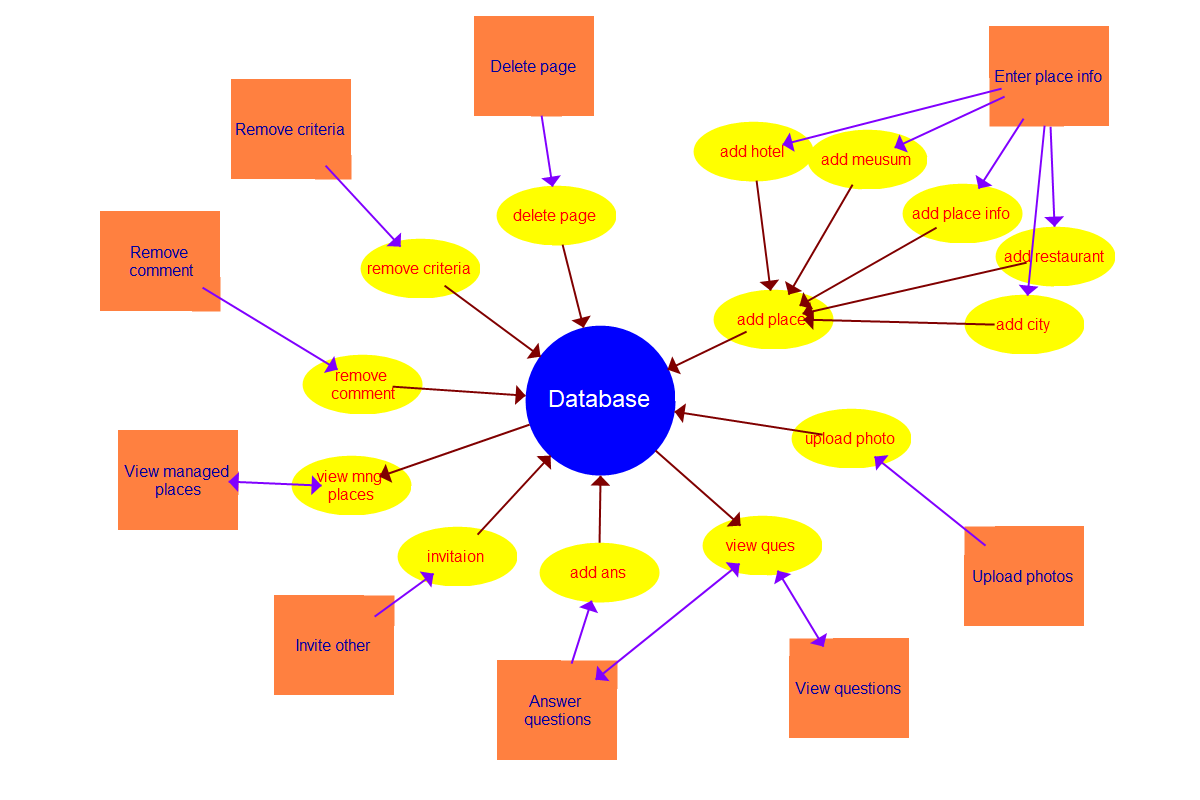 Delete page
Enter place info
Remove criteria
add hotel
add meusum
delete page
add place info
Remove
comment
remove criteria
add restaurant
add place
add city
remove
comment
Database
upload photo
View managed
places
view mng
places
view ques
invitaion
add ans
Upload photos
Invite other
View questions
Answer
questions